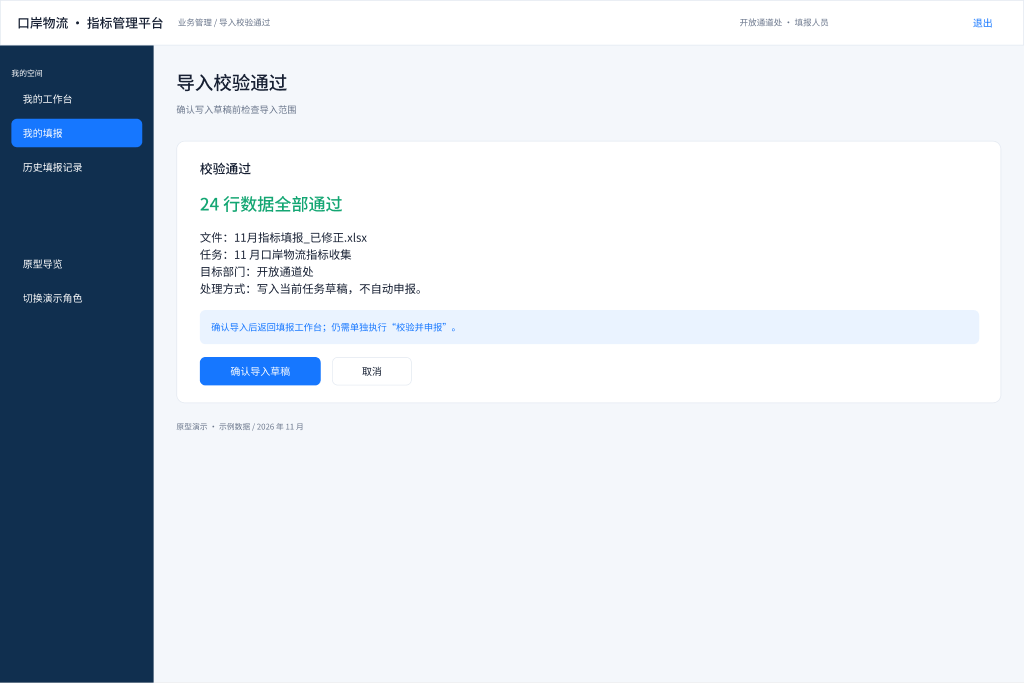 口岸物流 · 指标管理平台
业务管理 / 导入校验通过
开放通道处 · 填报人员
退出
我的空间
我的工作台
我的填报
历史填报记录
原型导览
切换演示角色
导入校验通过
确认写入草稿前检查导入范围
校验通过
24 行数据全部通过
文件：11月指标填报_已修正.xlsx
任务：11 月口岸物流指标收集
目标部门：开放通道处
处理方式：写入当前任务草稿，不自动申报。
确认导入后返回填报工作台；仍需单独执行“校验并申报”。
确认导入草稿
取消
原型演示 · 示例数据 / 2026 年 11 月